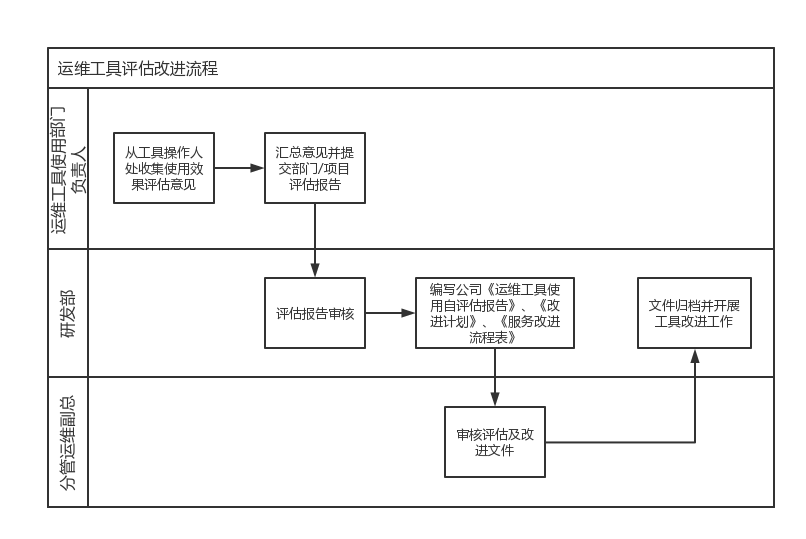 运维工具评估改进流程
运维工具使用部门
负责人
从工具操作人
处收集使用效
果评估意见
汇总意见并提
交部门/项目
评估报告
研发部
评估报告审核
编写公司《运维工具使
用自评估报告》、《改
进计划》、《服务改进
流程表》
文件归档并开展
工具改进工作
分管运维副总
审核评估及改
进文件